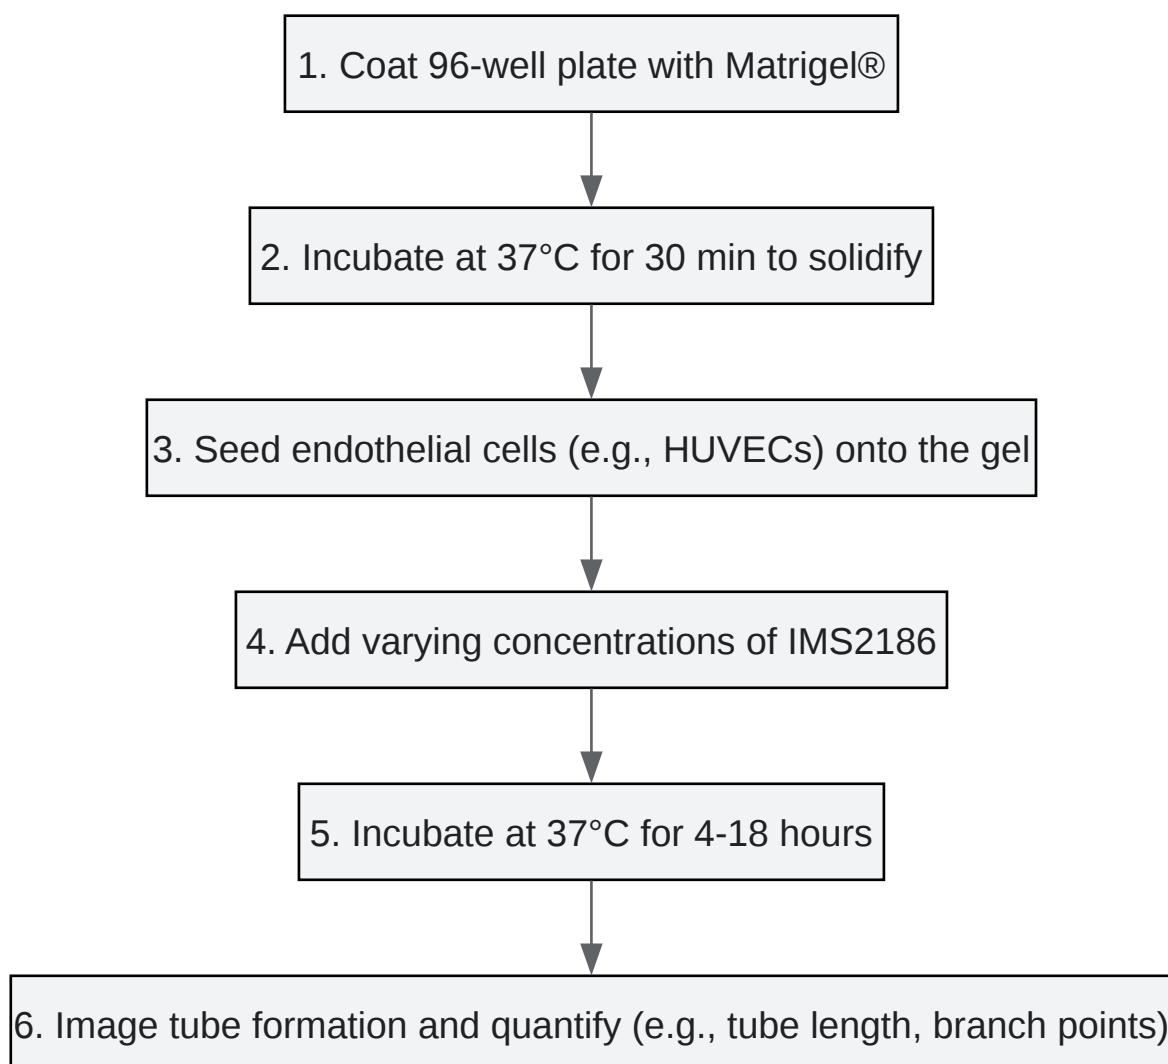 1. Coat 96-well plate with Matrigel®
2. Incubate at 37°C for 30 min to solidify
3. Seed endothelial cells (e.g., HUVECs) onto the gel
4. Add varying concentrations of IMS2186
5. Incubate at 37°C for 4-18 hours
6. Image tube formation and quantify (e.g., tube length, branch points)